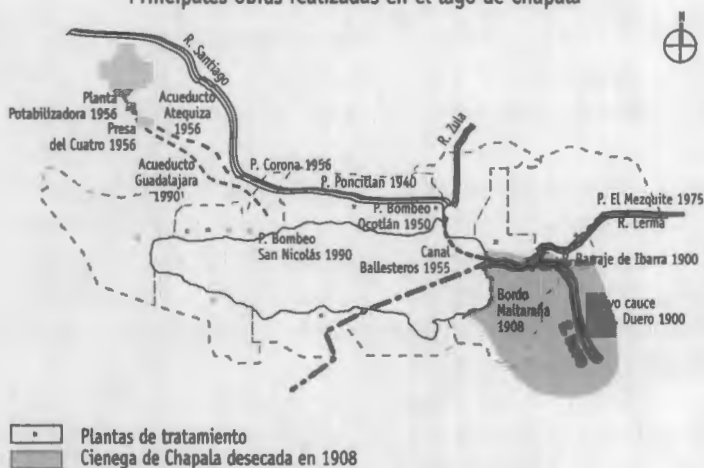 Principales obras realizadas en el lago de Chapala
N
R. Santiago
Planta
Potabilizadora 1956
Presa
del Cuatro 1956
Acueducto
Atequiza
1956
Acueducto
Guadalajara
1990
P. Corona 1956
P. Poncitlan 1940
R. Zula
P. Bombeo
Ocotlán 1950
P. Bombeo
San Nicolás 1990
Canal
Ballesteros 1955
P. El Mezquite 1975
R. Lerma
Barraje de Ibarra 1900
Bordo
Maltaraña
1908
cauce
Duero 1900
Plantas de tratamiento
Cienega de Chapala desecada en 1908